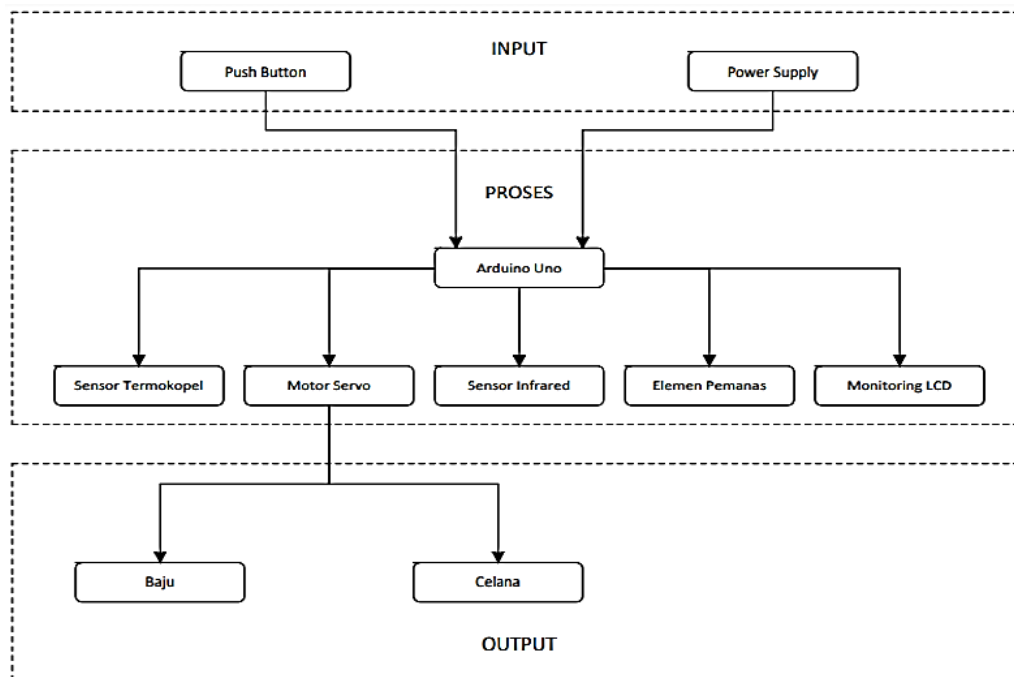 INPUT
Push Button
Power Supply
PROSES
Arduino Uno
Sensor Termokopel
Motor Servo
Sensor Infrared
Elemen Pemanas
Monitoring LCD
Baju
Celana
OUTPUT